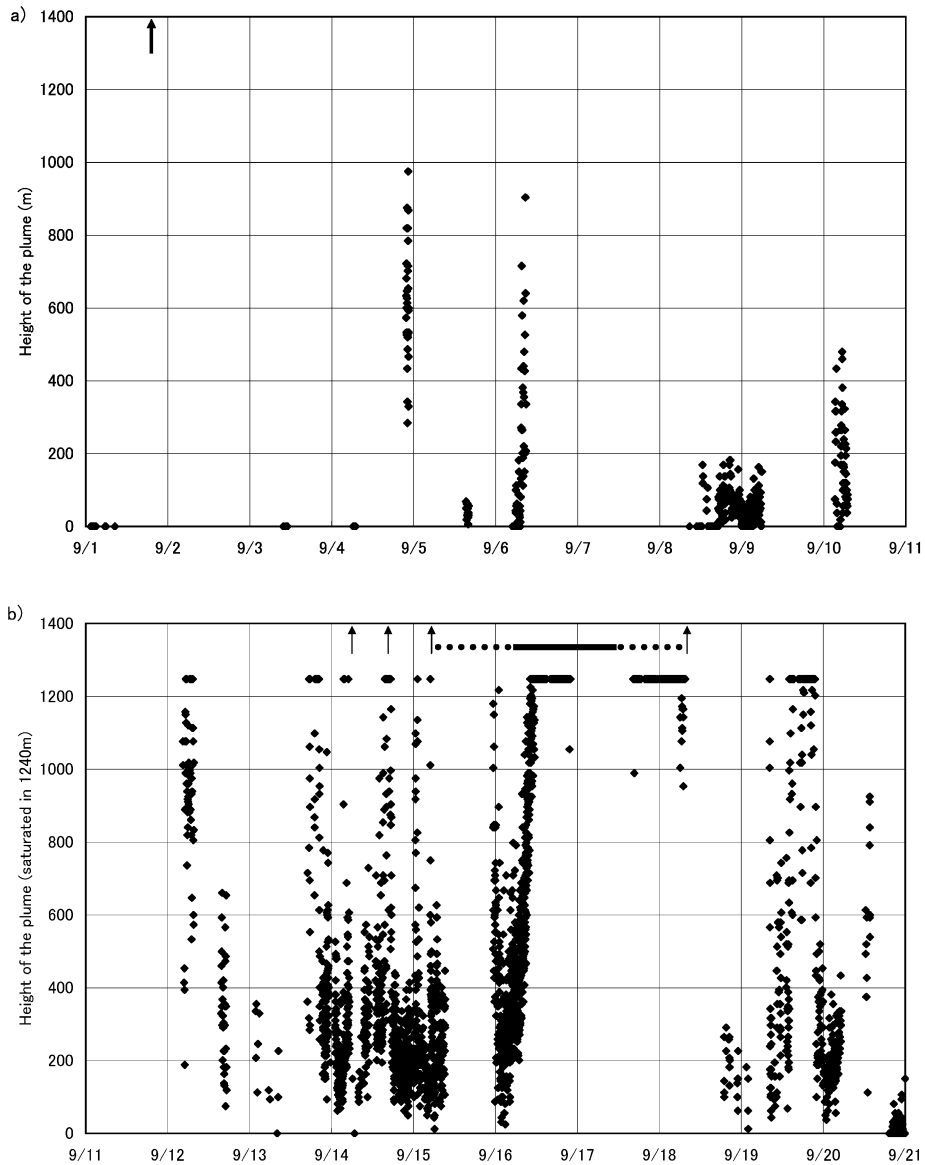 a)
1400
1200
1000
800
600
400
200
0
Height of the plume (m)
9/1 9/2 9/3 9/4 9/5 9/6 9/7 9/8 9/9 9/10 9/11
b)
1400
1200
1000
800
600
400
200
0
Height of the plume (saturated in 1240m)
9/11 9/12 9/13 9/14 9/15 9/16 9/17 9/18 9/19 9/20 9/21